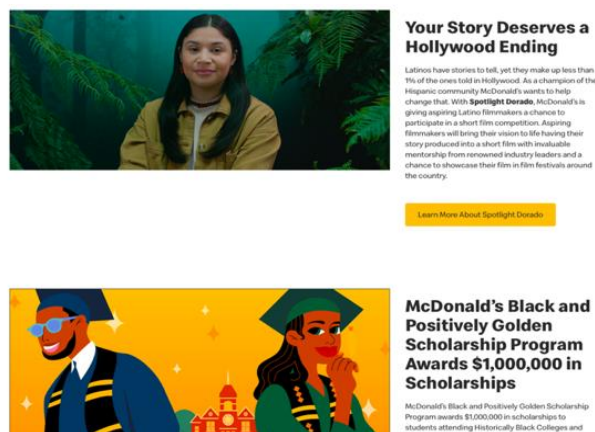 Your Story Deserves a
Hollywood Ending
Latinos have stories to tell, yet they make up less than
1% of the ones told in Hollywood. As a champion of the
Hispanic community McDonald's wants to help
change that. With Spotlight Dorado, McDonald's is
giving aspiring Latino filmmakers a chance to
participate in a short film competition. Aspiring
filmmakers will bring their vision to life having their
story produced into a short film with invaluable
mentorship from renowned industry leaders and a
chance to showcase their film in film festivals around
the country.
Learn More About Spotlight Dorado
McDonald's Black and
Positively Golden
Scholarship Program
Awards $1,000,000 in
Scholarships
McDonald's Black and Positively Golden Scholarship
Program awards $1,000,000 in scholarships to
students attending Historically Black Colleges and